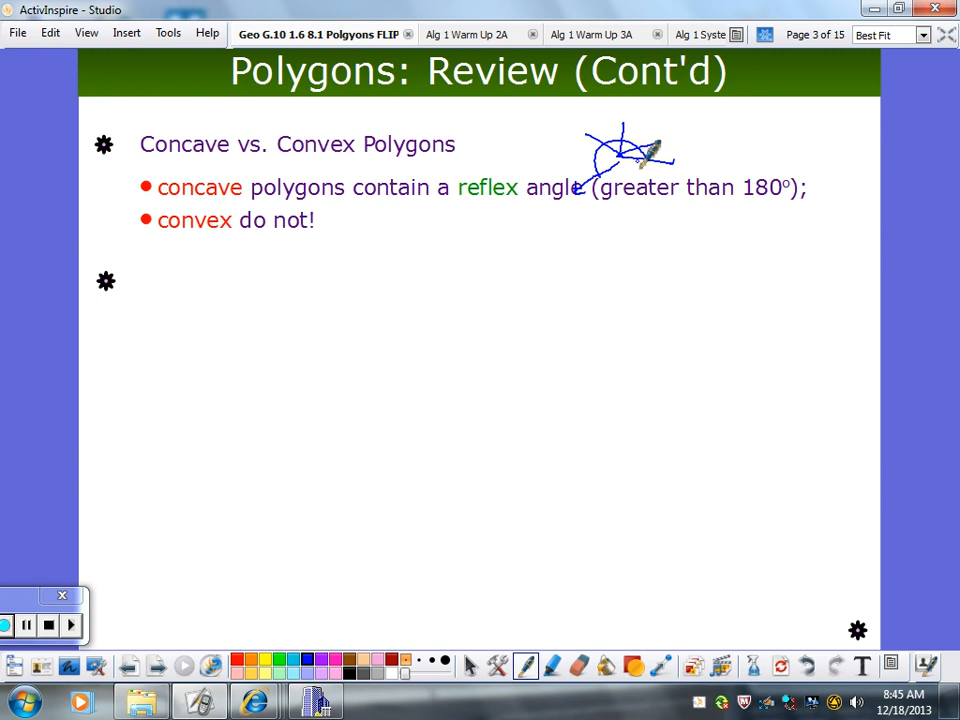 ActivInspire - Studio
File Edit View Insert Tools Help
Geo G.10 1.6 8.1 Polgyons FLIP
Alg 1 Warm Up 2A
Alg 1 Warm Up 3A
Alg 1 Syste
Page 3 of 15
Best Fit
Polygons: Review (Cont'd)
Concave vs. Convex Polygons
concave polygons contain a reflex angle (greater than 180º);
convex do not!
8:45 AM
12/18/2013